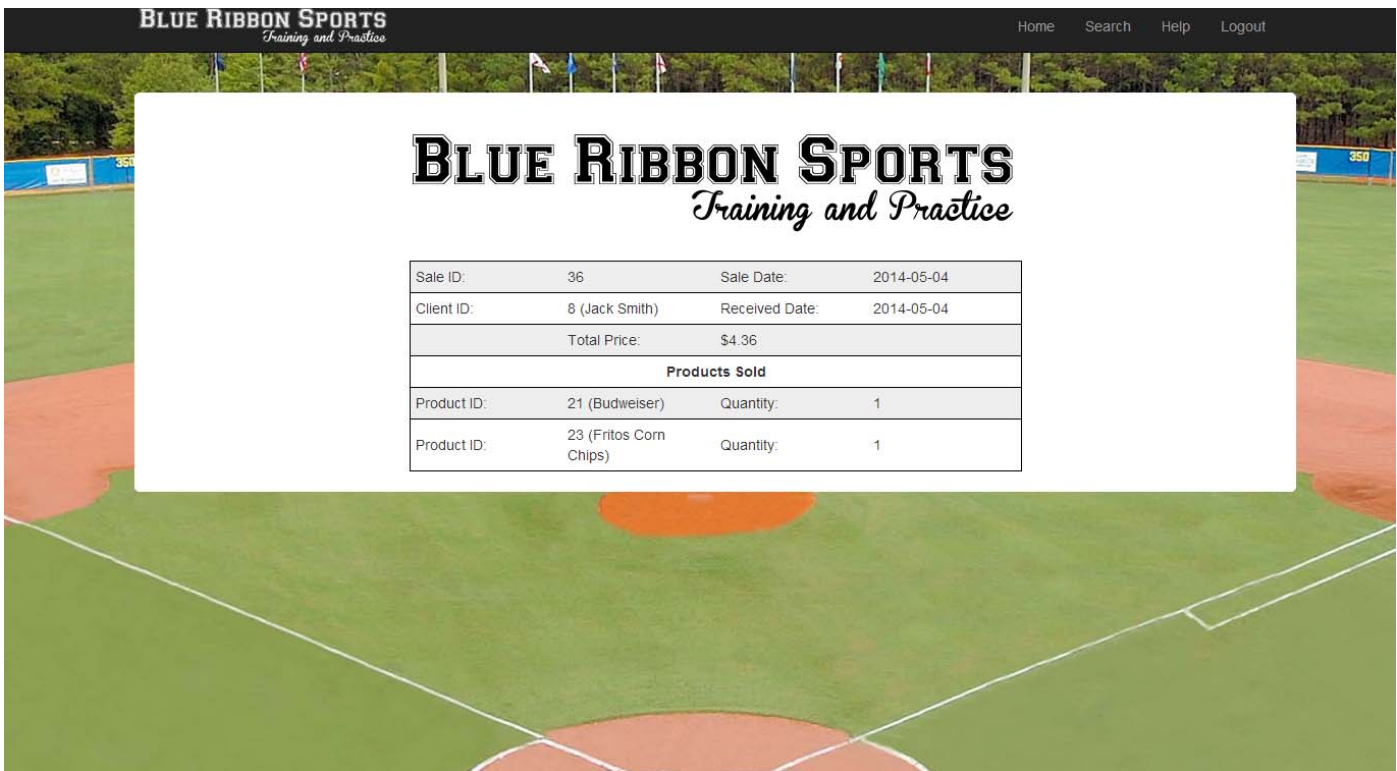 BLUE RIBBON SPORTS
Training and Practice
Home Search Help Logout
350
350
BLUE RIBBON SPORTS
Training and Practice
Sale ID: 36 Sale Date: 2014-05-04
Client ID: 8 (Jack Smith) Received Date: 2014-05-04
Total Price: $4.36
Products Sold
Product ID: 21 (Budweiser) Quantity: 1
Product ID: 23 (Fritos Corn Chips) Quantity: 1